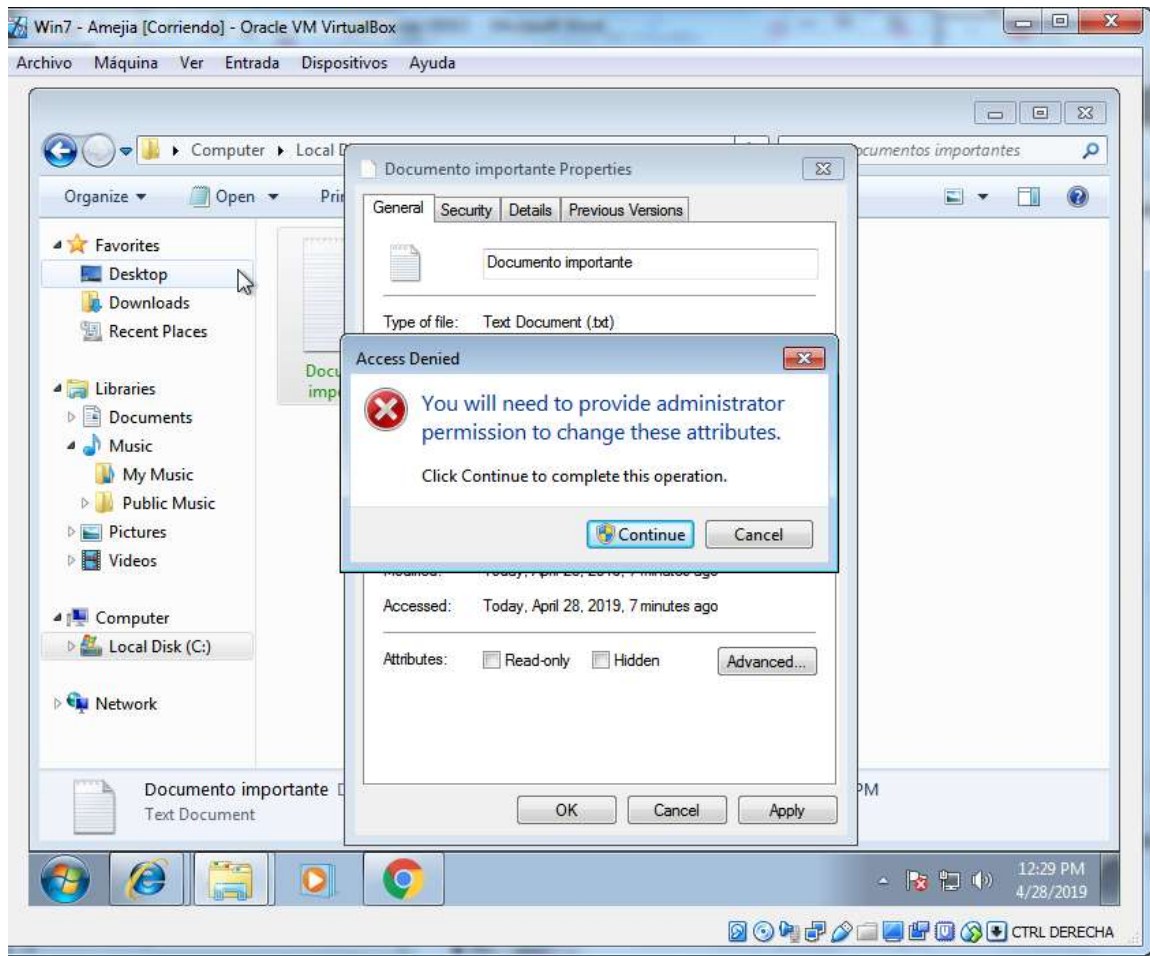 Win7 - Amejia [Corriendo] - Oracle VM VirtualBox
Archivo Máquina Ver Entrada Dispositivos Ayuda
Computer Local
ocumentos importantes
Organize Open
Documento importante Properties
General Security Details Previous Versions
Favorites
Desktop
Downloads
Recent Places
Documento importante
Type of file: Text Document (.txt)
Libraries
Documents
Music
My Music
Public Music
Pictures
Videos
Access Denied
You will need to provide administrator
permission to change these attributes.
Click Continue to complete this operation.
Continue Cancel
Accessed: Today, April 28, 2019, 7 minutes ago
Computer
Local Disk (C:)
Network
Attributes: Read-only Hidden Advanced...
Documento importante
Text Document
PM
OK Cancel Apply
12:29 PM
4/28/2019
CTRL DERECHA